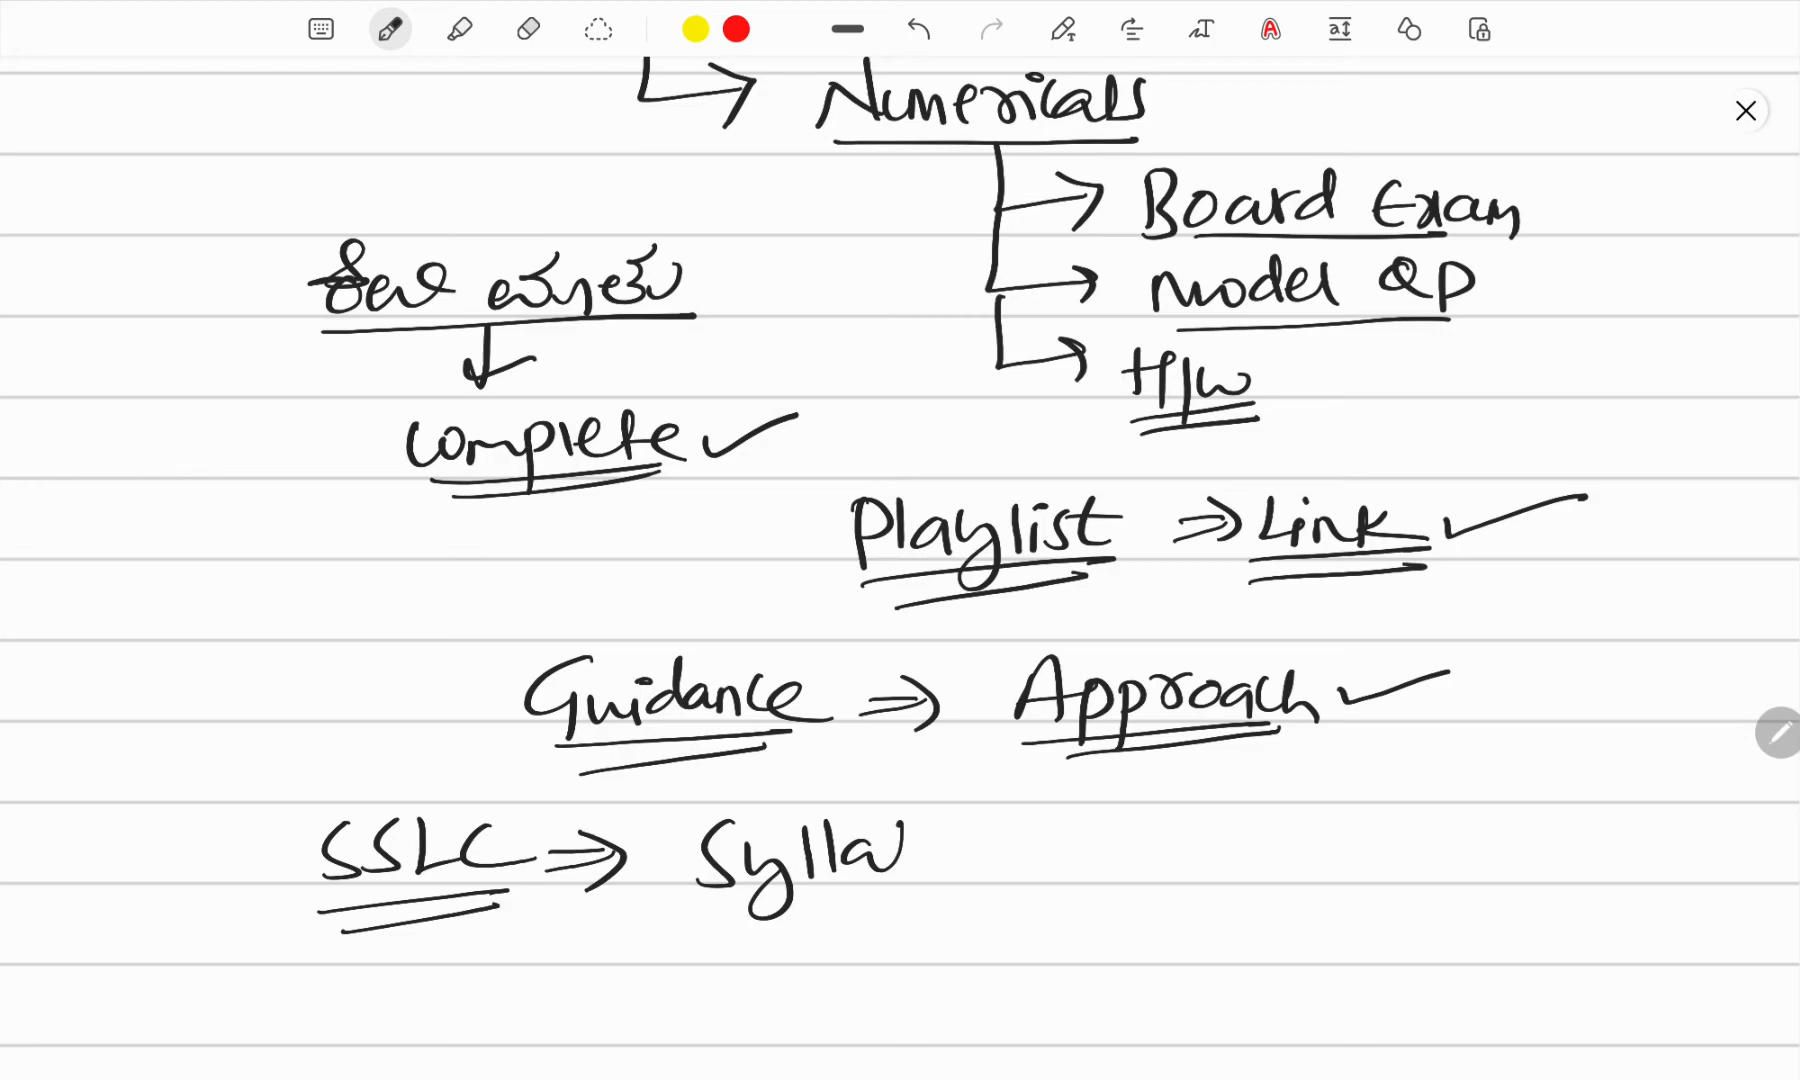 Numericals
Board Exam
Model QP
H/W
complete
Playlist ⇒ Link
Guidance ⇒ Approach
SSLC ⇒ Sylla